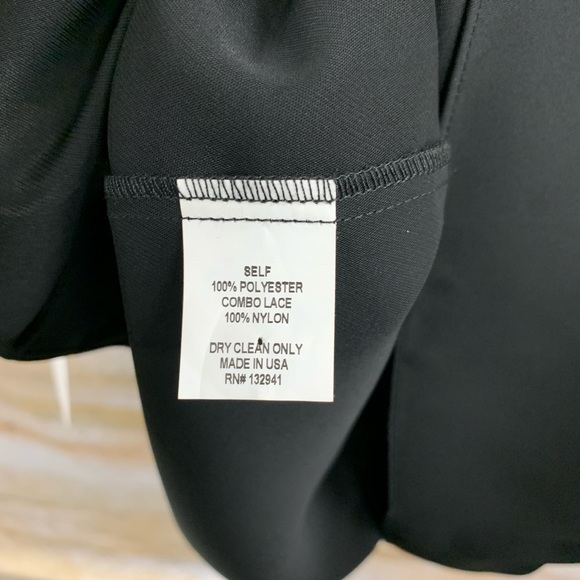 SELF
100% POLYESTER
COMBO LACE
100% NYLON
DRY CLEAN ONLY
MADE IN USA
RN# 132941